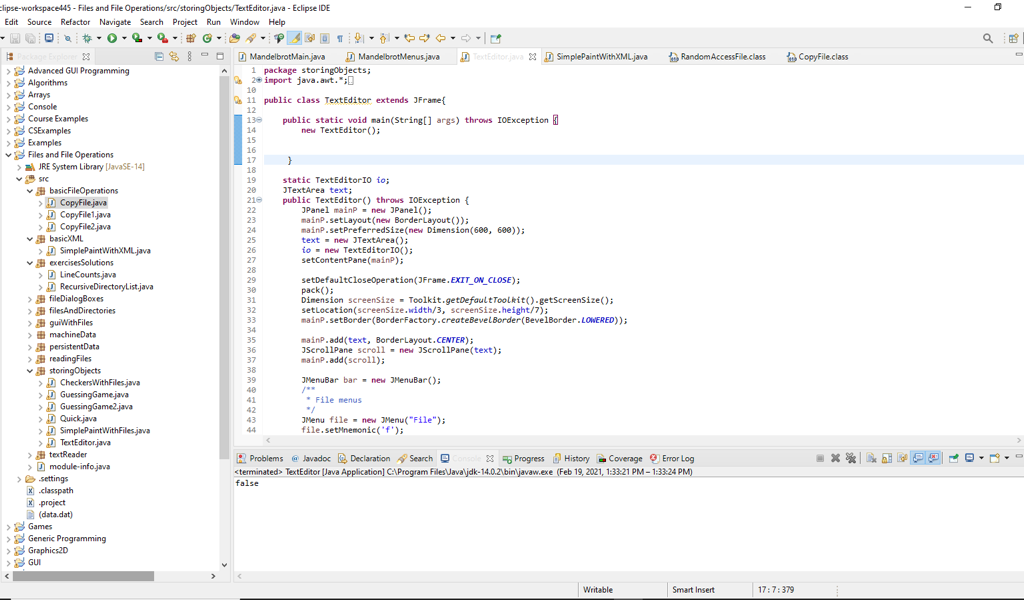 clipse-workspace445 - Files and File Operations/src/storingObjects/TextEditor.java - Eclipse IDE
Edit Source Refactor Navigate Search Project Run Window Help
MandelbrotMain.java MandelbrotMenus.java TextEditor.java SimplePaintWithXML.java RandomAccessFile.class CopyFile.class
Advanced GUI Programming
Algorithms
Arrays
Console
Course Examples
CSExamples
Examples
Files and File Operations
JRE System Library [JavaSE-14]
src
basicFileOperations
CopyFile.java
CopyFile1.java
CopyFile2.java
basicXML
SimplePaintWithXML.java
exercisesSolutions
LineCounts.java
RecursiveDirectoryList.java
fileDialogBoxes
filesAndDirectories
guiWithFiles
machineData
persistentData
readingFiles
storingObjects
CheckersWithFiles.java
GuessingGame.java
GuessingGame2.java
Quick.java
SimplePaintWithFiles.java
TextEditor.java
textReader
module-info.java
.settings
.classpath
.project
(data.dat)
Games
Generic Programming
Graphics2D
GUI
1 package storingObjects;
2 import java.awt.*;
10
11 public class TextEditor extends JFrame{
12
13 public static void main(String[] args) throws IOException {
14 new TextEditor();
15
16
17 }
18
19 static TextEditorIO io;
20 JTextArea text;
21 public TextEditor() throws IOException {
22 JPanel mainP = new JPanel();
23 mainP.setLayout(new BorderLayout());
24 mainP.setPreferredSize(new Dimension(600, 600));
25 text = new JTextArea();
26 io = new TextEditorIO();
27 setContentPane(mainP);
28
29 setDefaultCloseOperation(JFrame.EXIT_ON_CLOSE);
30 pack();
31 Dimension screenSize = Toolkit.getDefaultToolkit().getScreenSize();
32 setLocation(screenSize.width/3, screenSize.height/7);
33 mainP.setBorder(BorderFactory.createBevelBorder(BevelBorder.LOWERED));
34
35 mainP.add(text, BorderLayout.CENTER);
36 JScrollPane scroll = new JScrollPane(text);
37 mainP.add(scroll);
38
39 JMenuBar bar = new JMenuBar();
40 /**
41 * File menus
42 */
43 JMenu file = new JMenu("File");
44 file.setMnemonic('f');
Problems Javadoc Declaration Search Console Progress History Coverage Error Log
<terminated> TextEditor [Java Application] C:\Program Files\Java\jdk-14.0.2\bin\javaw.exe (Feb 19, 2021, 1:33:21 PM – 1:33:24 PM)
false
Writable Smart Insert 17 : 7 : 379